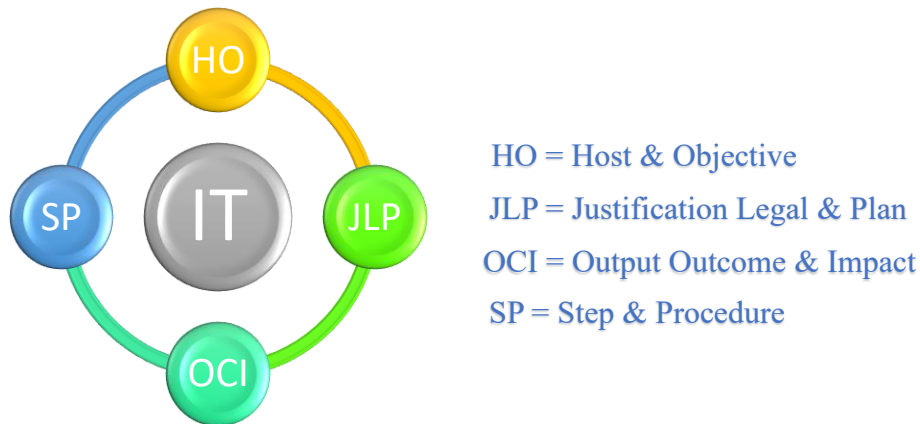 HO
IT
SP
JLP
OCI
HO = Host & Objective
JLP = Justification Legal & Plan
OCI = Output Outcome & Impact
SP = Step & Procedure